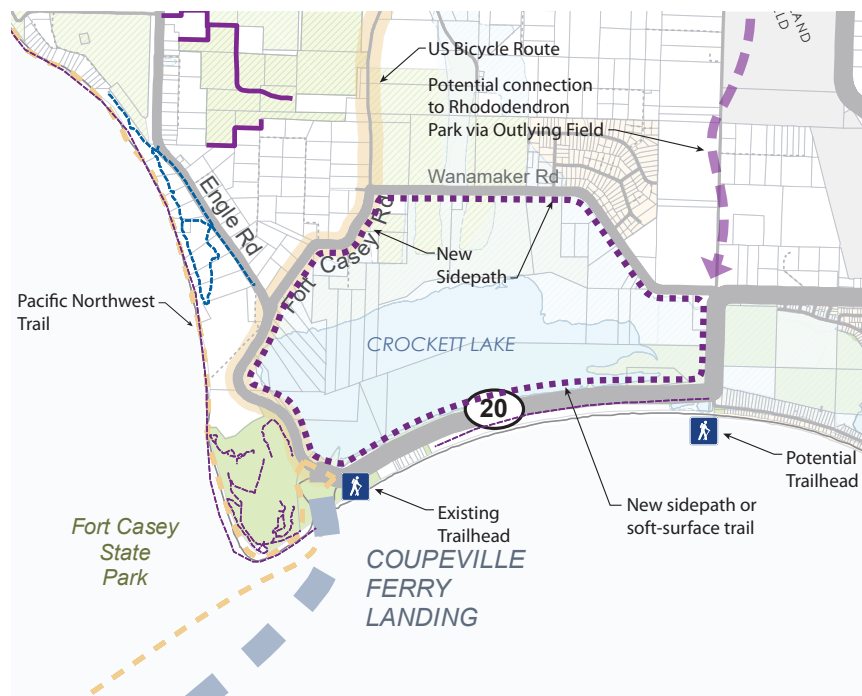 LAND
LD
US Bicycle Route
Potential connection
to Rhododendron
Park via Outlying Field
Wanamaker Rd
Engle Rd
Fort Casey Rd
New
Sidepath
Pacific Northwest
Trail
CROCKETT LAKE
20
Potential
Trailhead
New sidepath or
soft-surface trail
Existing
Trailhead
Fort Casey
State
Park
COUPEVILLE
FERRY
LANDING